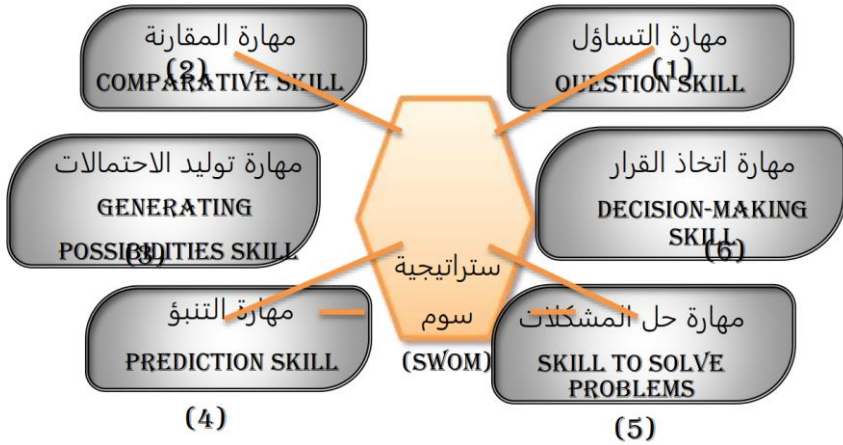 مهارة التساؤل
(1)
QUESTION SKILL
مهارة المقارنة
(2)
COMPARATIVE SKILL
مهارة توليد الاحتمالات
GENERATING
POSSIBILITIES SKILL
(3)
مهارة التنبؤ
PREDICTION SKILL
(4)
مهارة حل المشكلات
SKILL TO SOLVE
PROBLEMS
(5)
مهارة اتخاذ القرار
DECISION-MAKING
SKILL
(6)
ستراتيجية
سوم
(SWOM)